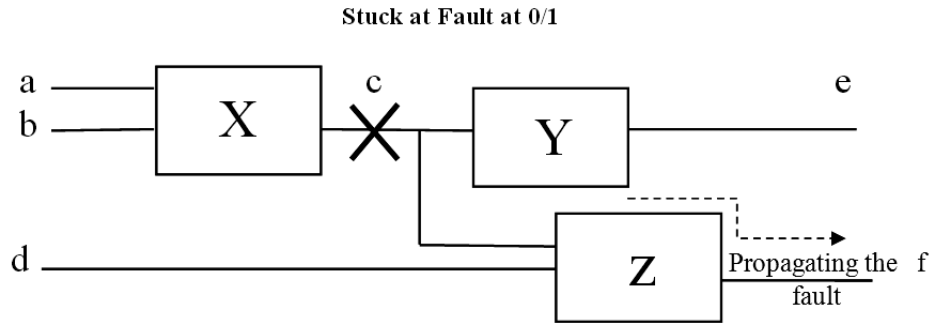 Stuck at Fault at 0/1
a
c
e
X
b
Y
d
Z
Propagating the f
fault